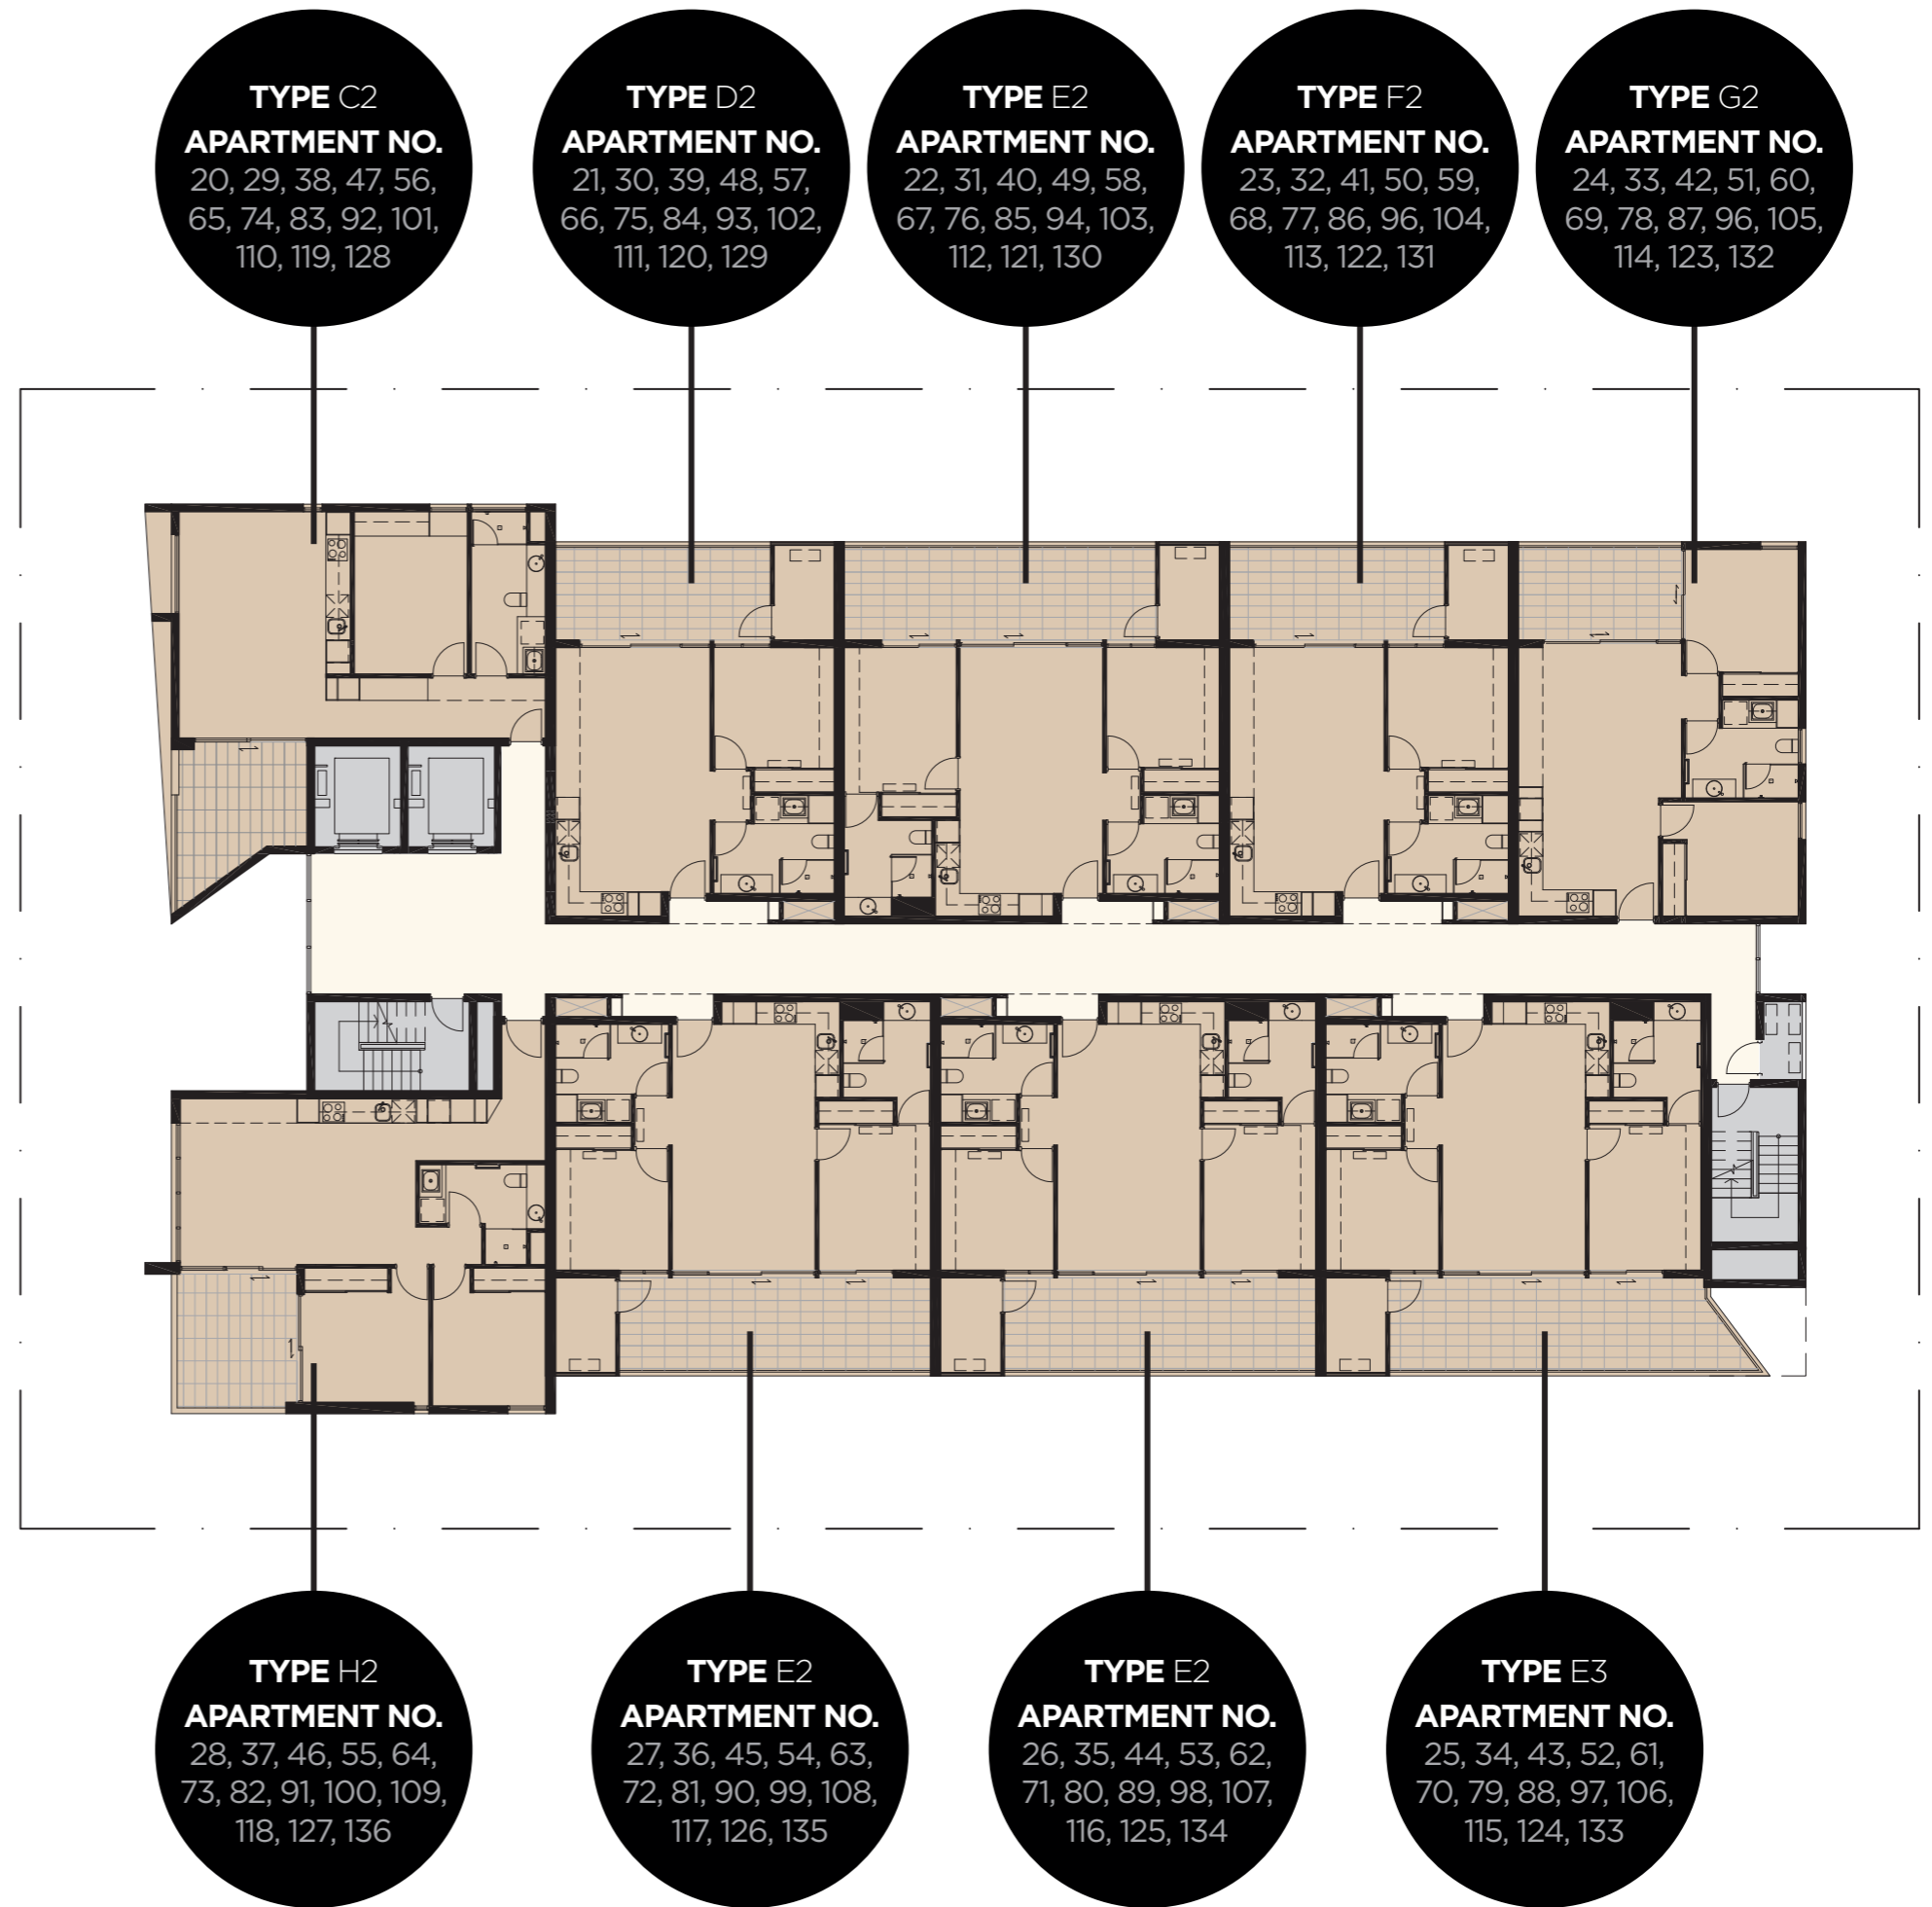 TYPE C2
APARTMENT NO.
20, 29, 38, 47, 56,
65, 74, 83, 92, 101,
110, 119, 128
TYPE D2
APARTMENT NO.
21, 30, 39, 48, 57,
66, 75, 84, 93, 102,
111, 120, 129
TYPE E2
APARTMENT NO.
22, 31, 40, 49, 58,
67, 76, 85, 94, 103,
112, 121, 130
TYPE F2
APARTMENT NO.
23, 32, 41, 50, 59,
68, 77, 86, 96, 104,
113, 122, 131
TYPE G2
APARTMENT NO.
24, 33, 42, 51, 60,
69, 78, 87, 96, 105,
114, 123, 132
TYPE H2
APARTMENT NO.
28, 37, 46, 55, 64,
73, 82, 91, 100, 109,
118, 127, 136
TYPE E2
APARTMENT NO.
27, 36, 45, 54, 63,
72, 81, 90, 99, 108,
117, 126, 135
TYPE E2
APARTMENT NO.
26, 35, 44, 53, 62,
71, 80, 89, 98, 107,
116, 125, 134
TYPE E3
APARTMENT NO.
25, 34, 43, 52, 61,
70, 79, 88, 97, 106,
115, 124, 133